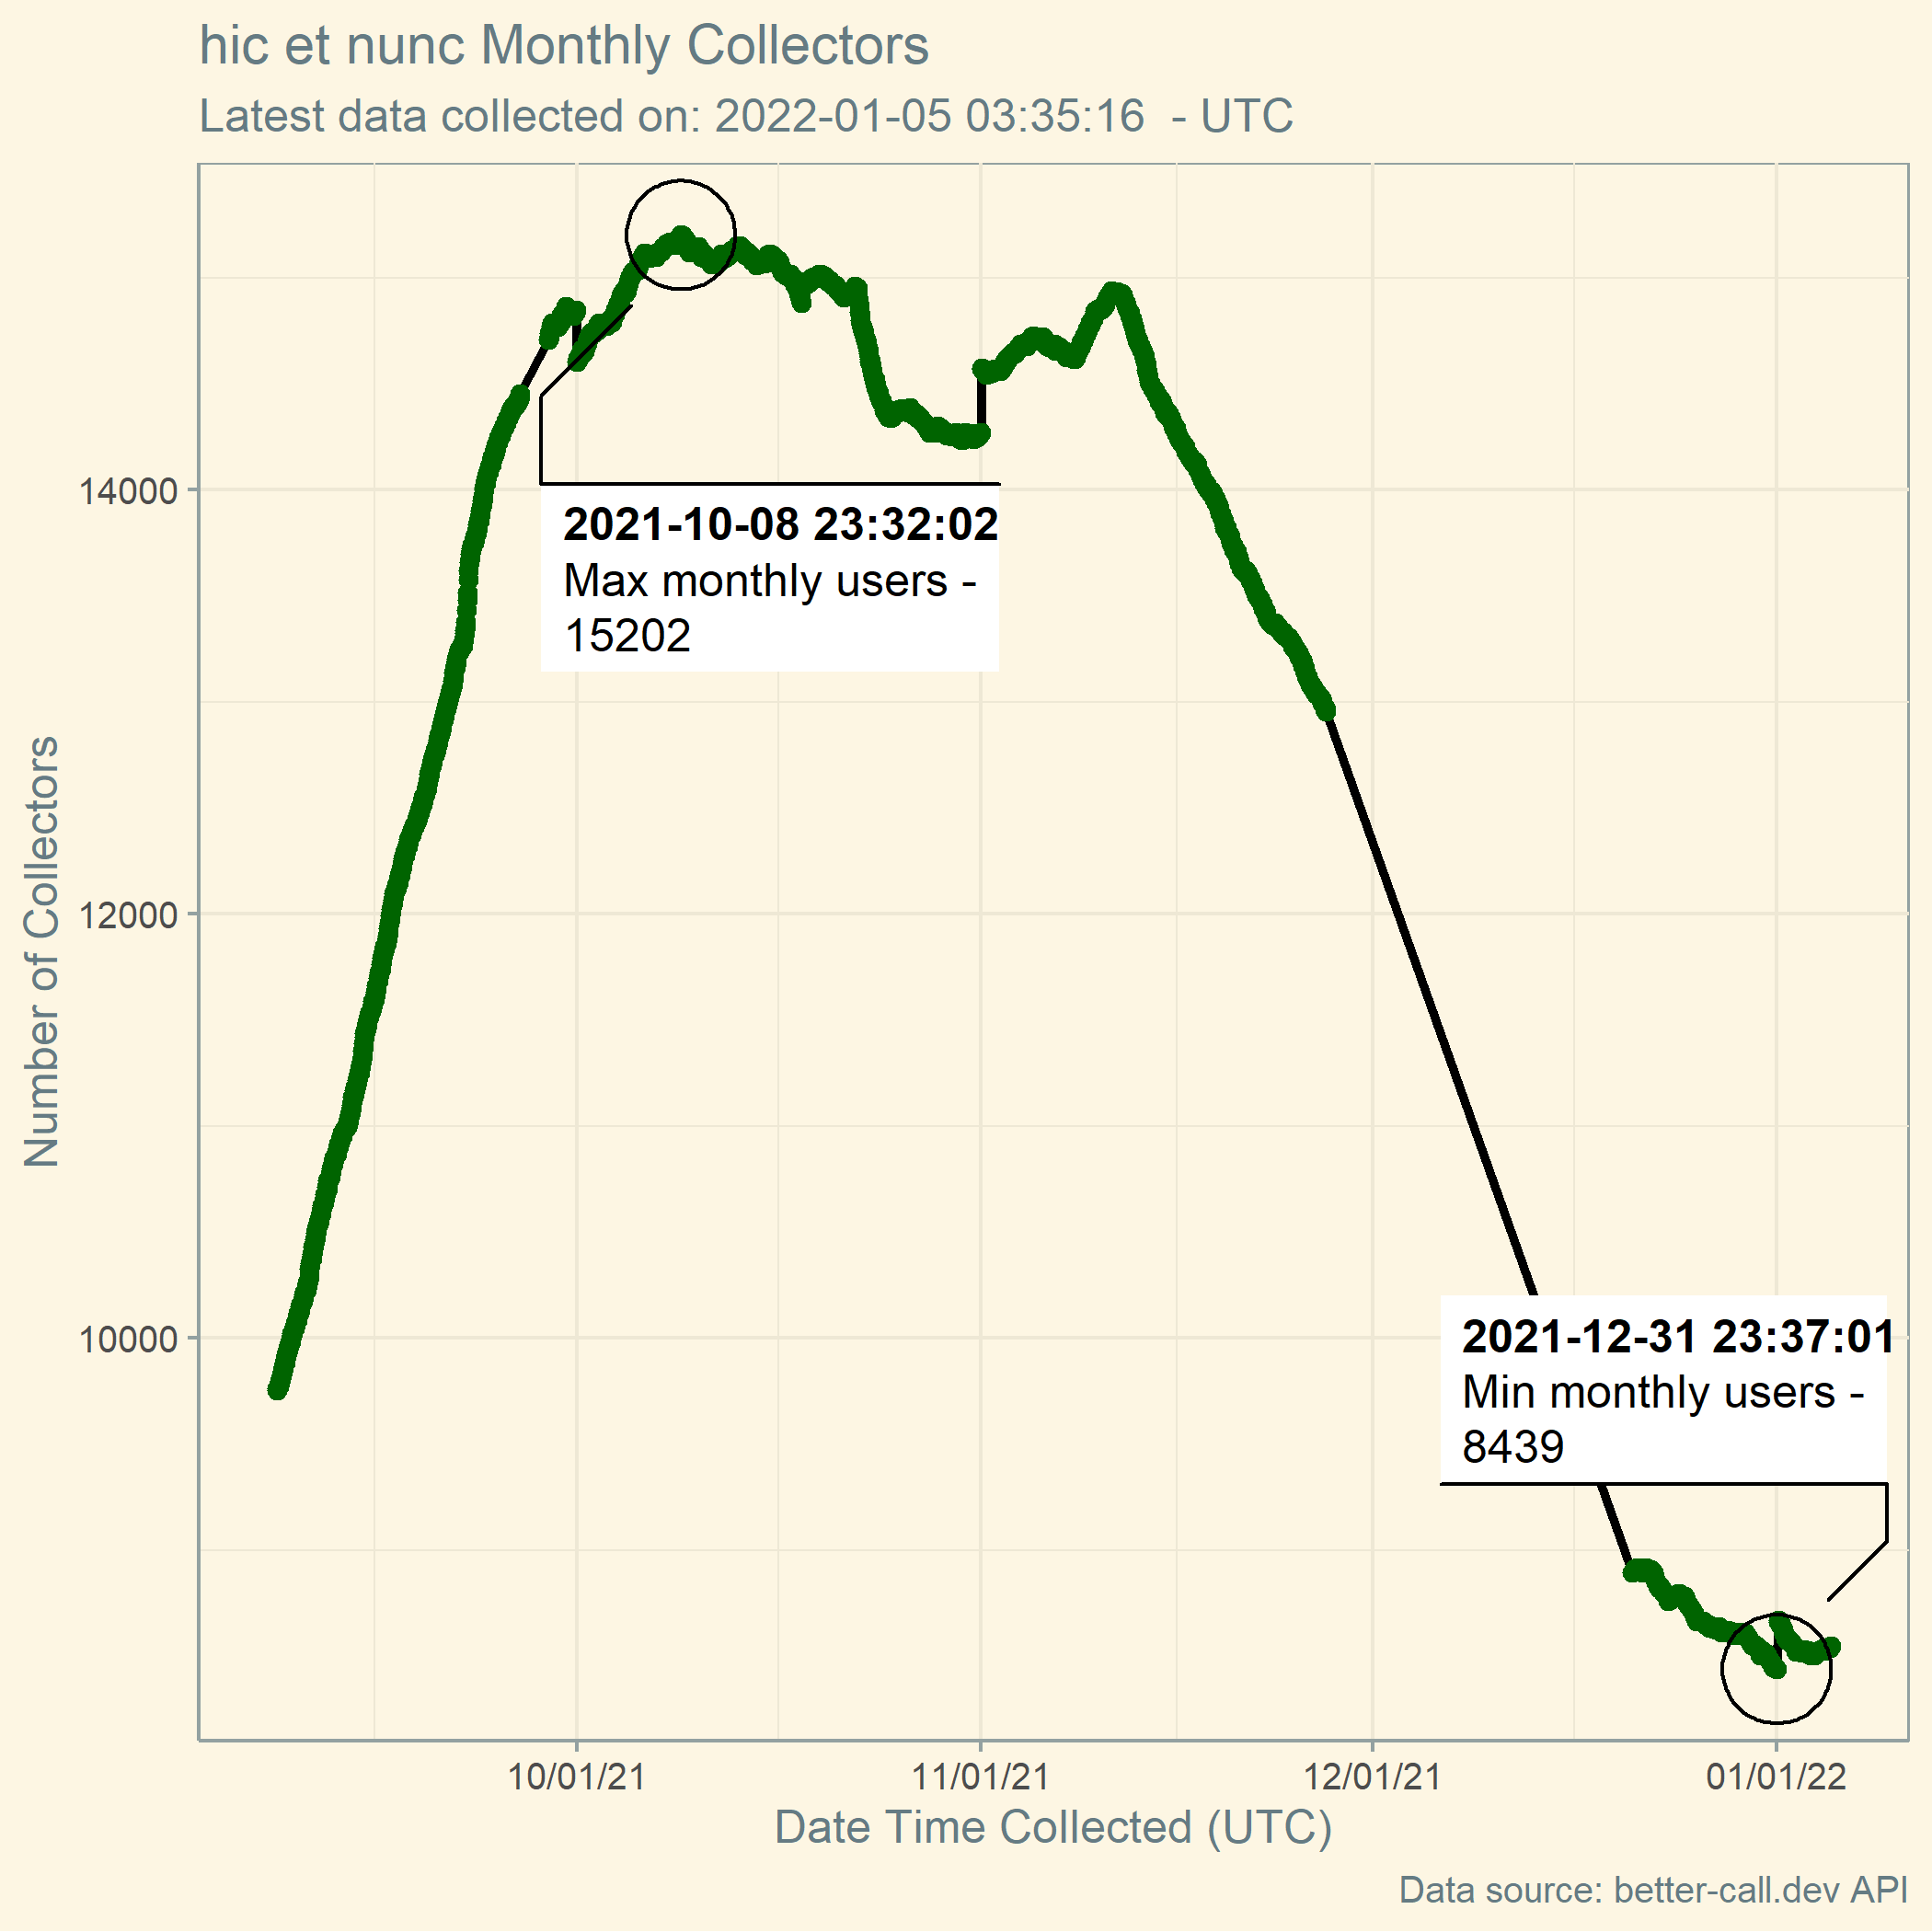 hic et nunc Monthly Collectors
Latest data collected on: 2022-01-05 03:35:16  - UTC
Number of Collectors
14000
12000
10000
2021-10-08 23:32:02
Max monthly users -
15202
2021-12-31 23:37:01
Min monthly users -
8439
10/01/21
11/01/21
12/01/21
01/01/22
Date Time Collected (UTC)
Data source: better-call.dev API